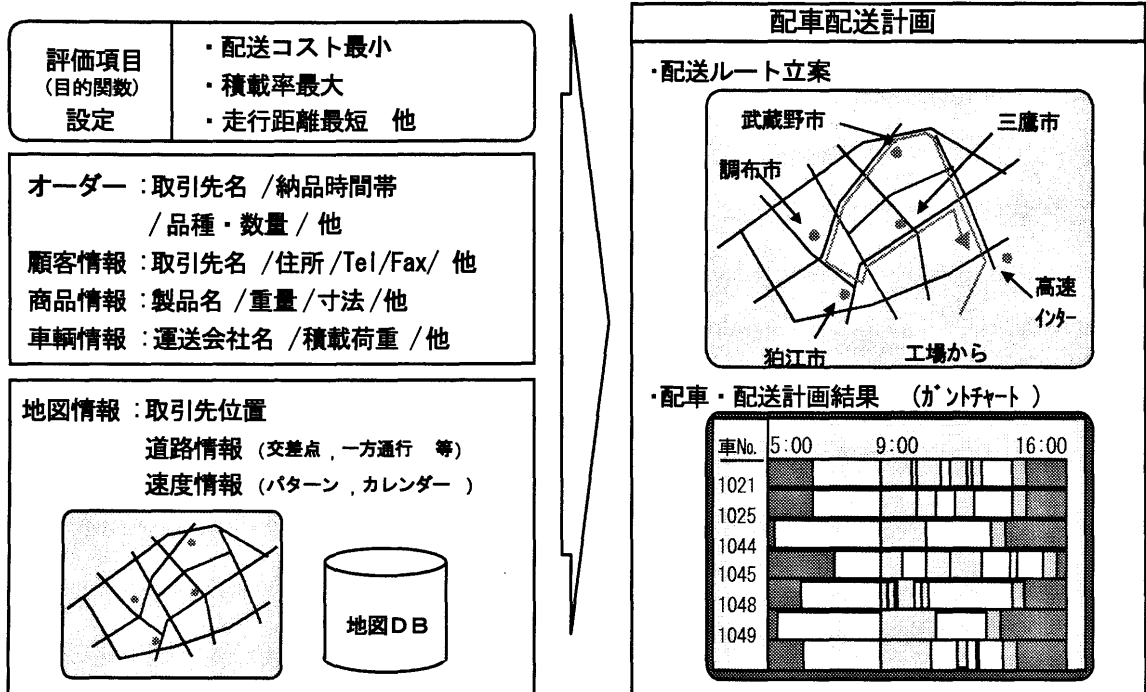 評価項目
(目的関数)
設定
・配送コスト最小
・積載率最大
・走行距離最短 他
オーダー:取引先名/納品時間帯
/品種・数量/他
顧客情報:取引先名/住所/Tel/Fax/他
商品情報:製品名/重量/寸法/他
車輌情報:運送会社名/積載荷重/他
地図情報:取引先位置
道路情報(交差点,一方通行 等)
速度情報(パターン,カレンダー)
地図DB
配車配送計画
・配送ルート立案
武蔵野市
三鷹市
調布市
高速
インター
狛江市
工場から
・配車・配送計画結果 (ガントチャート)
車No. 5:00 9:00 16:00
1021
1025
1044
1045
1048
1049